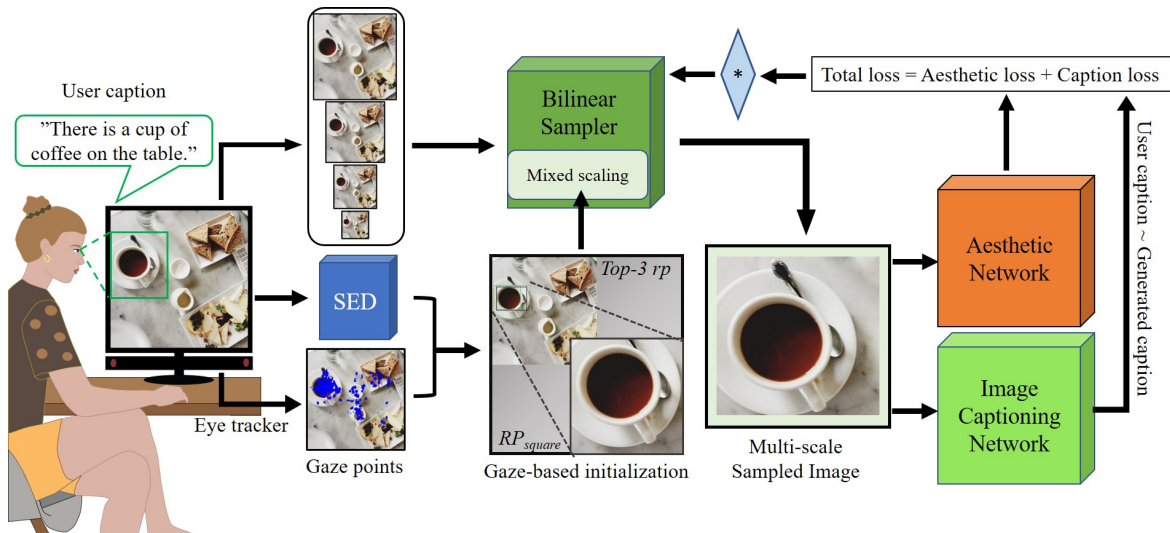 User caption
”There is a cup of
coffee on the table.”
Eye tracker
SED
Gaze points
Bilinear
Sampler
Mixed scaling
Top-3 rp
RPsquare
Gaze-based initialization
*
Total loss = Aesthetic loss + Caption loss
Multi-scale
Sampled Image
Aesthetic
Network
Image
Captioning
Network
User caption ~ Generated caption